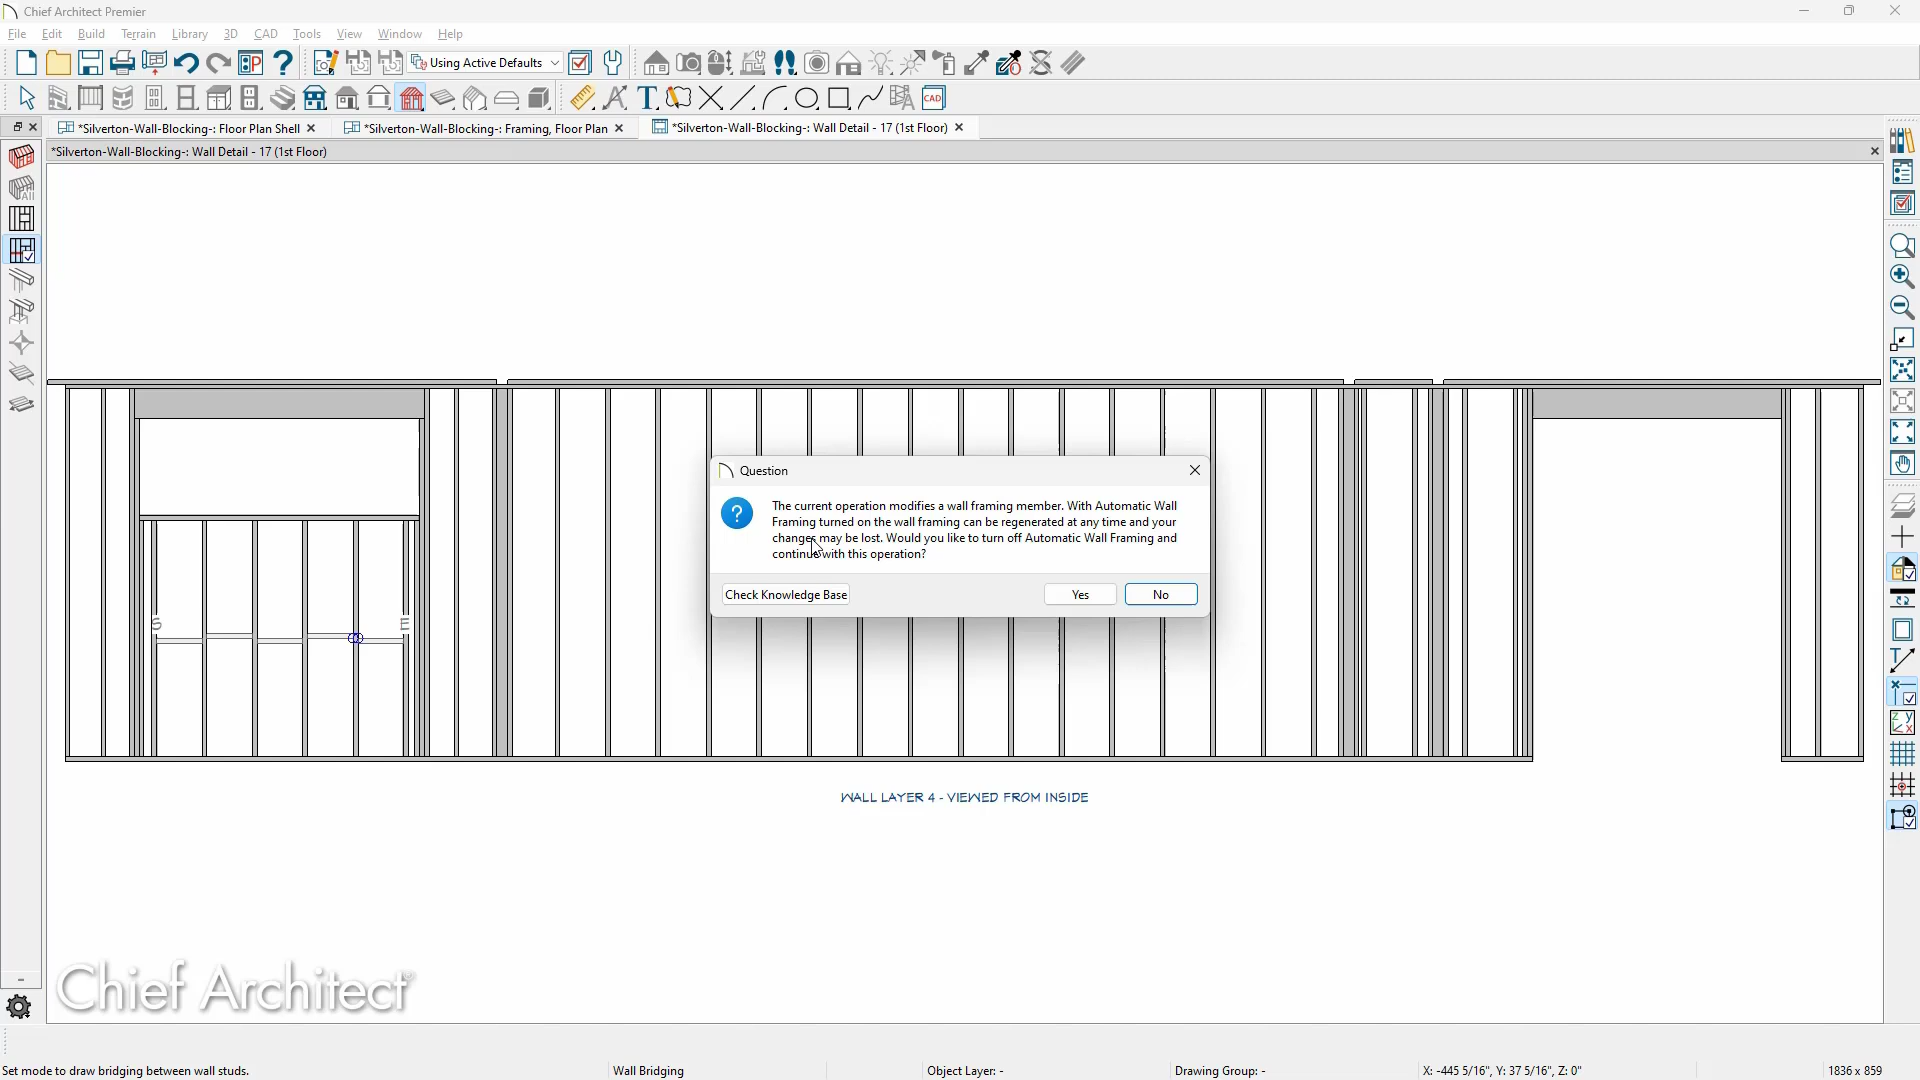 Chief Architect Premier
File Edit Build Terrain Library 3D CAD Tools View Window Help
Using Active Defaults
T CAD
*Silverton-Wall-Blocking-: Floor Plan Shell
*Silverton-Wall-Blocking-: Framing, Floor Plan
*Silverton-Wall-Blocking-: Wall Detail - 17 (1st Floor)
*Silverton-Wall-Blocking-: Wall Detail - 17 (1st Floor)
All
Question
The current operation modifies a wall framing member. With Automatic Wall
Framing turned on the wall framing can be regenerated at any time and your
changes may be lost. Would you like to turn off Automatic Wall Framing and
continue with this operation?
Check Knowledge Base
Yes
No
S E
WALL LAYER 4 - VIEWED FROM INSIDE
Chief Architect®
Set mode to draw bridging between wall studs.
Wall Bridging
Object Layer: -
Drawing Group: -
X: -445 5/16", Y: 37 5/16", Z: 0"
1836 x 859